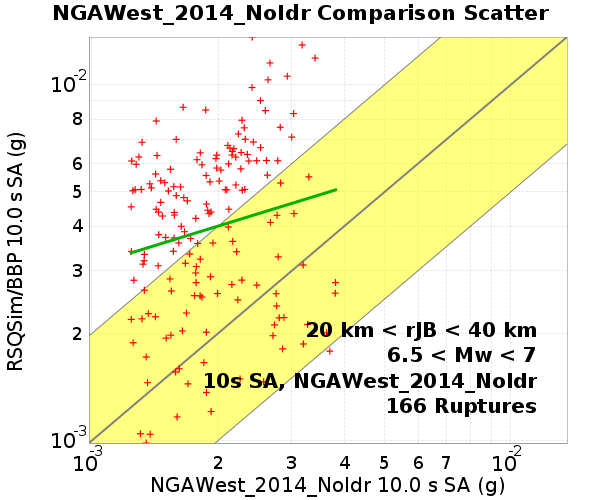 NGAWest_2014_NoIdr Comparison Scatter
RSQSim/BBP 10.0 s SA (g)
10-2
8
6
5
4
3
2
10-3
20 km < rJB < 40 km
6.5 < Mw < 7
10s SA, NGAWest_2014_NoIdr
166 Ruptures
10-3 2 3 4 5 6 7 10-2
NGAWest_2014_NoIdr 10.0 s SA (g)